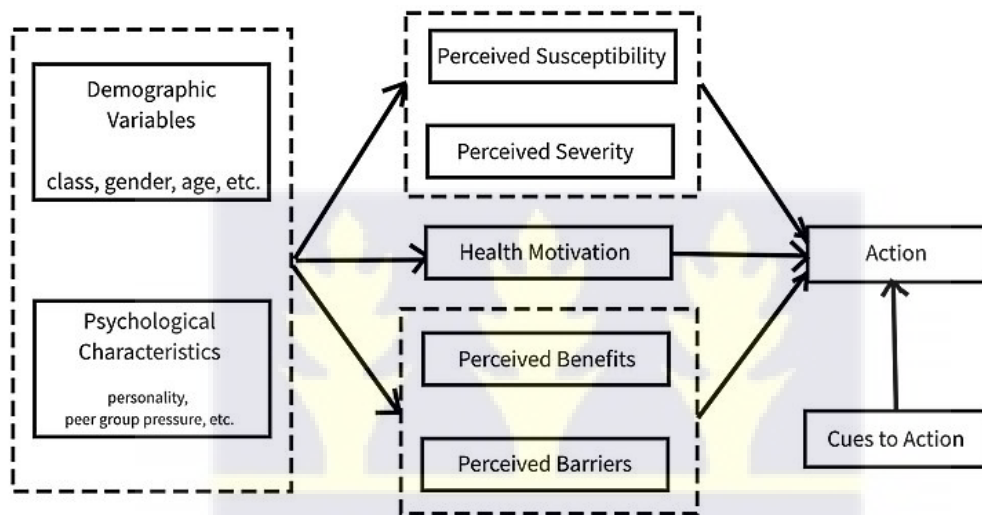 Demographic
Variables
class, gender, age, etc.
Psychological
Characteristics
personality,
peer group pressure, etc.
Perceived Susceptibility
Perceived Severity
Health Motivation
Perceived Benefits
Perceived Barriers
Action
Cues to Action